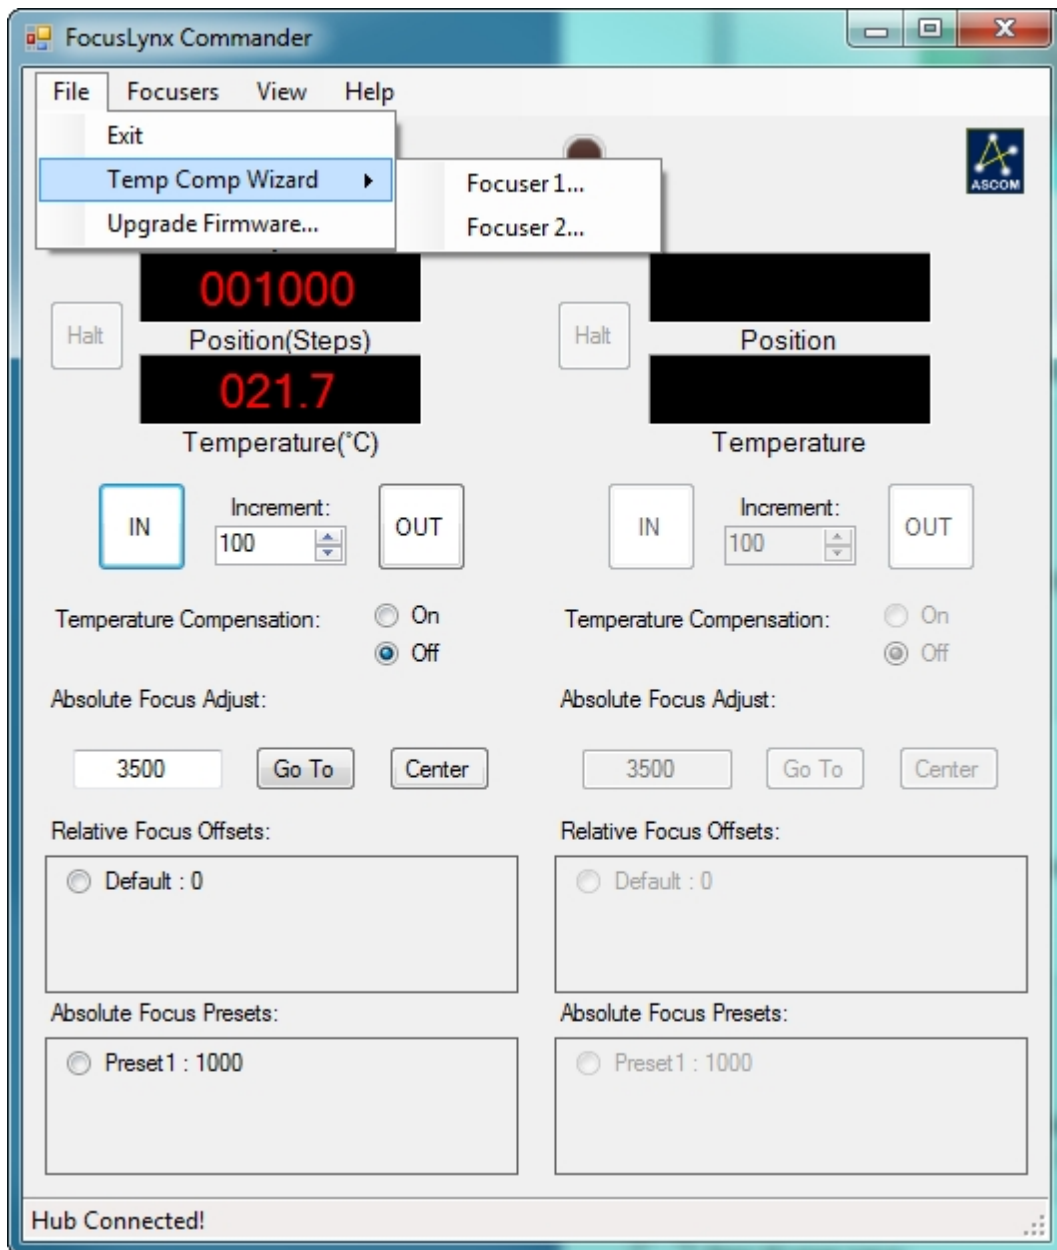 FocusLynx Commander
File Focusers View Help
Exit
Temp Comp Wizard
Focuser 1...
Upgrade Firmware...
Focuser 2...
ASCOM
001000
Halt
Position(Steps)
Halt
Position
021.7
Temperature(°C)
Temperature
IN
Increment:
100
OUT
IN
Increment:
100
OUT
Temperature Compensation:
On
Off
Temperature Compensation:
On
Off
Absolute Focus Adjust:
Absolute Focus Adjust:
3500 Go To Center
3500 Go To Center
Relative Focus Offsets:
Relative Focus Offsets:
Default : 0
Default : 0
Absolute Focus Presets:
Absolute Focus Presets:
Preset1 : 1000
Preset1 : 1000
Hub Connected!